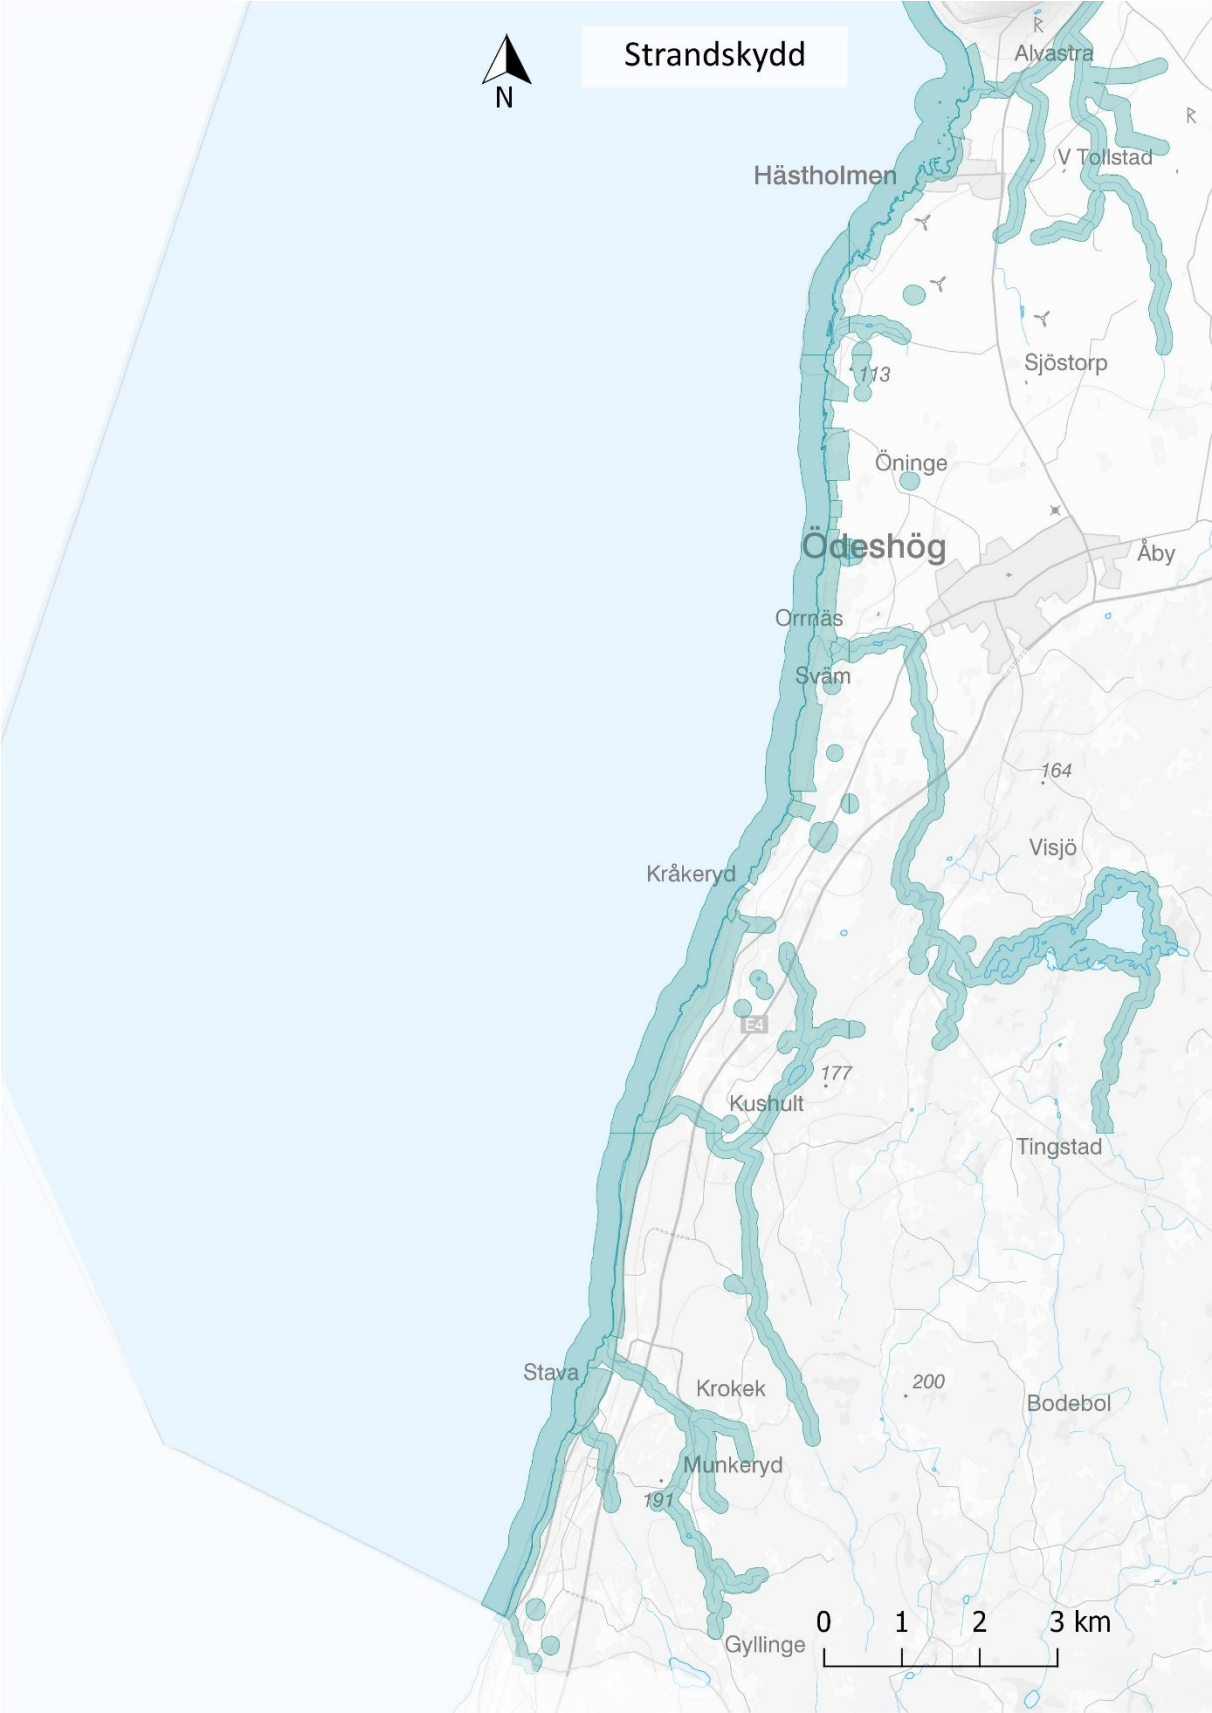 Strandskydd
N
R
Alvastra
R
V Tollstad
Hästholmen
Sjöstorp
113
Öninge
Ödeshög
Åby
Orrnäs
Sväm
164
Visjö
Kråkeryd
E4
177
Kushult
Tingstad
Stava
Krokek
200
Bodebol
Munkeryd
191
0 1 2 3 km
Gyllinge